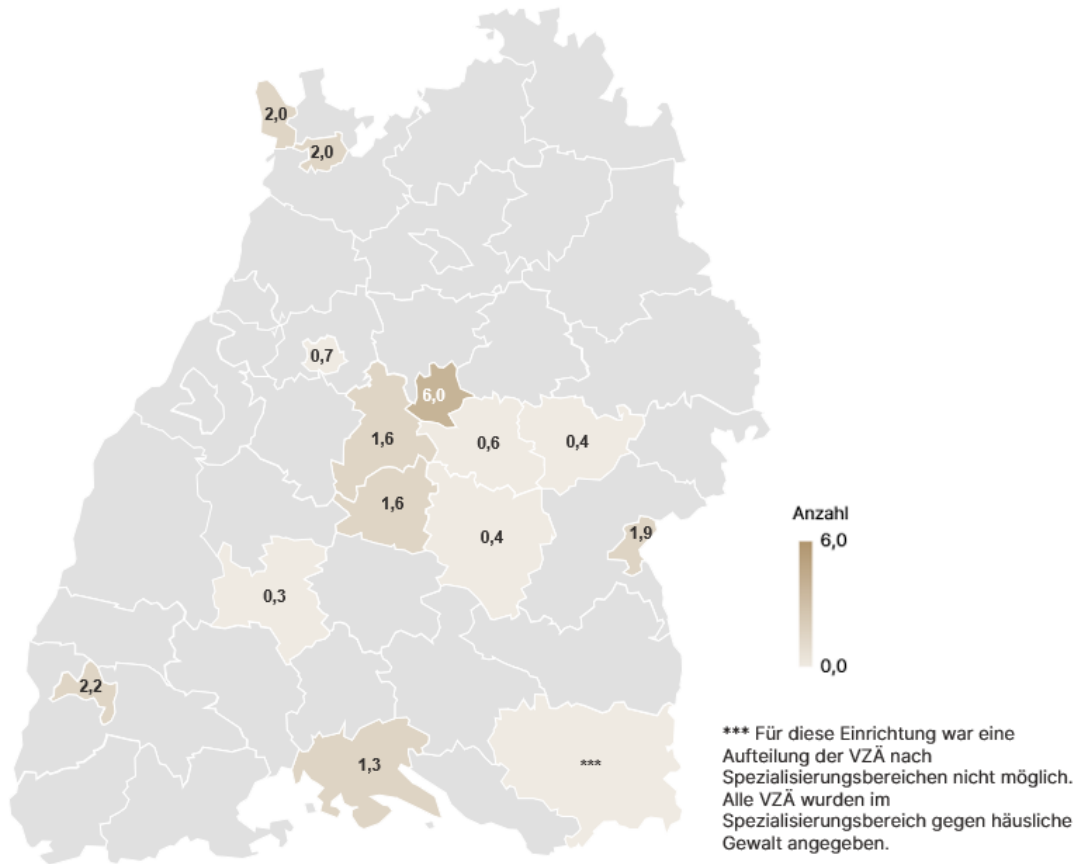 2,0
2,0
0,7
6,0
1,6
0,6
0,4
1,6
0,4
1,9
0,3
2,2
1,3
***
Anzahl
6,0
0,0
*** Für diese Einrichtung war eine
Aufteilung der VZÄ nach
Spezialisierungsbereichen nicht möglich.
Alle VZÄ wurden im
Spezialisierungsbereich gegen häusliche
Gewalt angegeben.